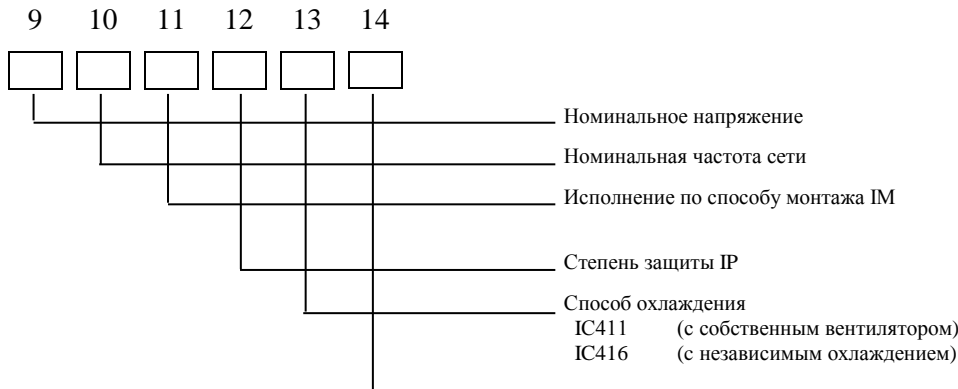 9 10 11 12 13 14
Номинальное напряжение
Номинальная частота сети
Исполнение по способу монтажа IM
Степень защиты IP
Способ охлаждения
IC411 (с собственным вентилятором)
IC416 (с независимым охлаждением)